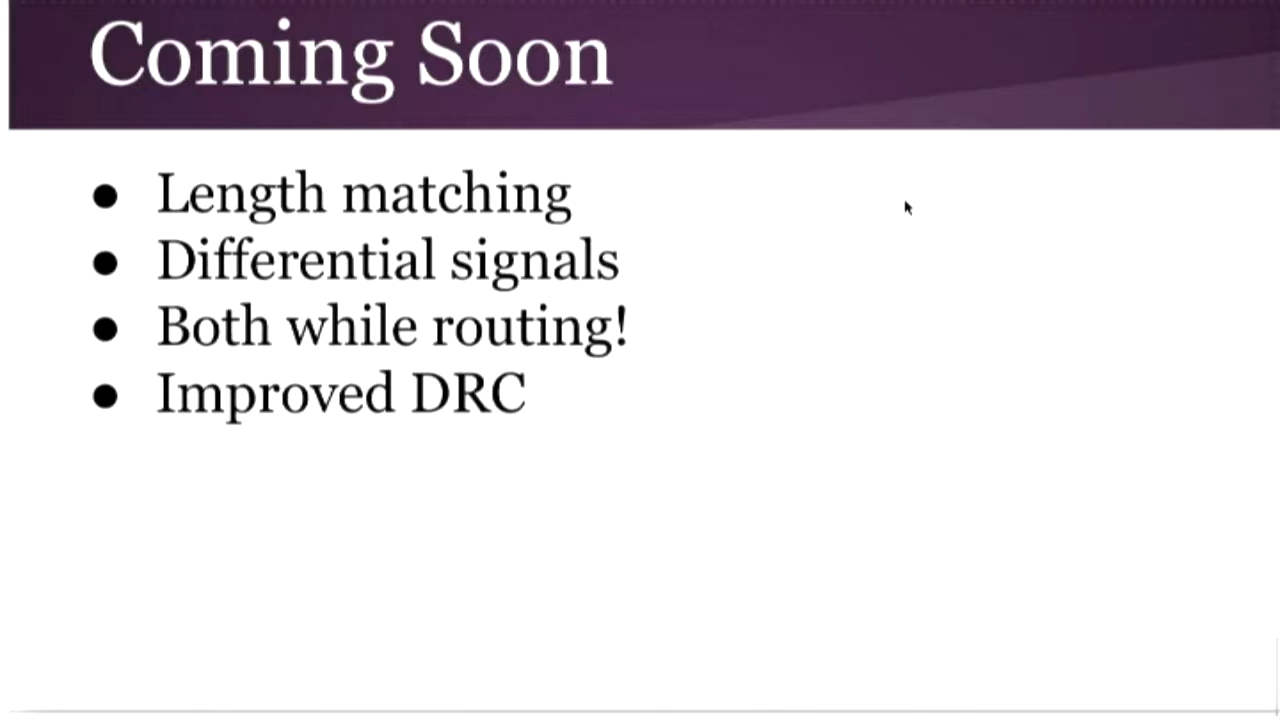 Coming Soon
● Length matching
● Differential signals
● Both while routing!
● Improved DRC